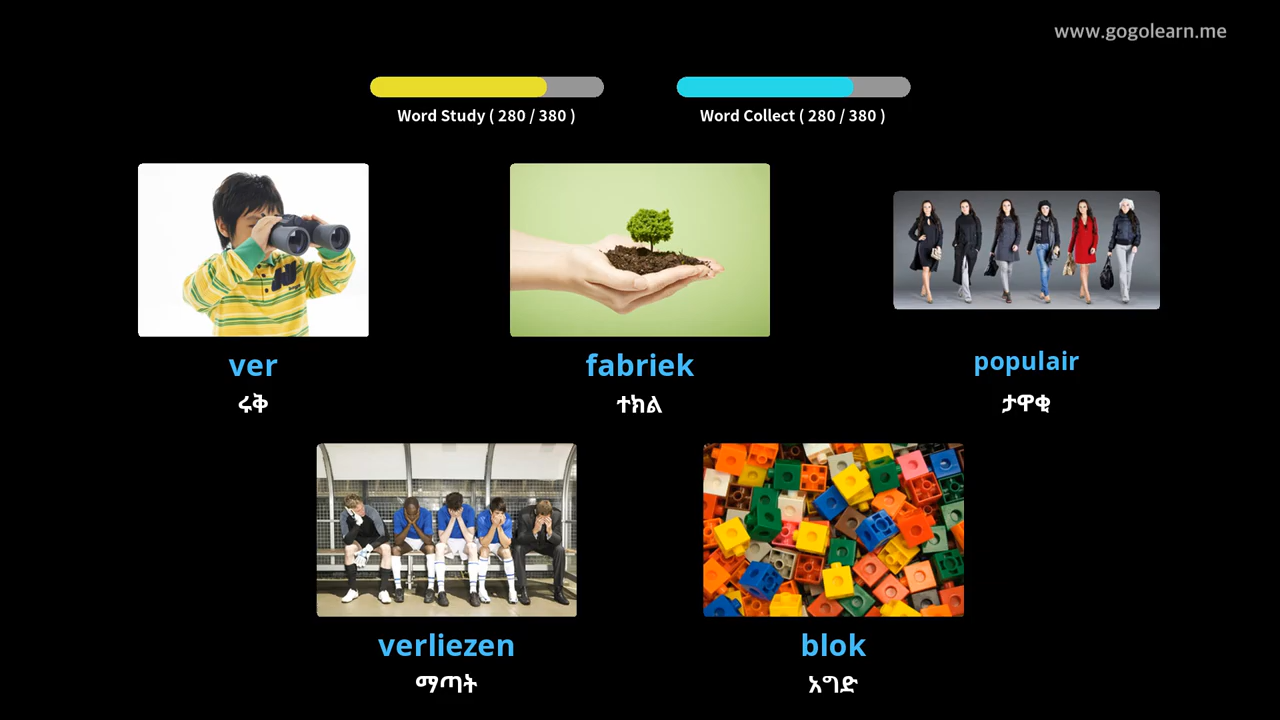 www.gogolearn.me
Word Study ( 280 / 380 )
Word Collect ( 280 / 380 )
ver
ሩቅ
fabriek
ተክል
populair
ታዋቂ
verliezen
ማጣት
blok
አግድ